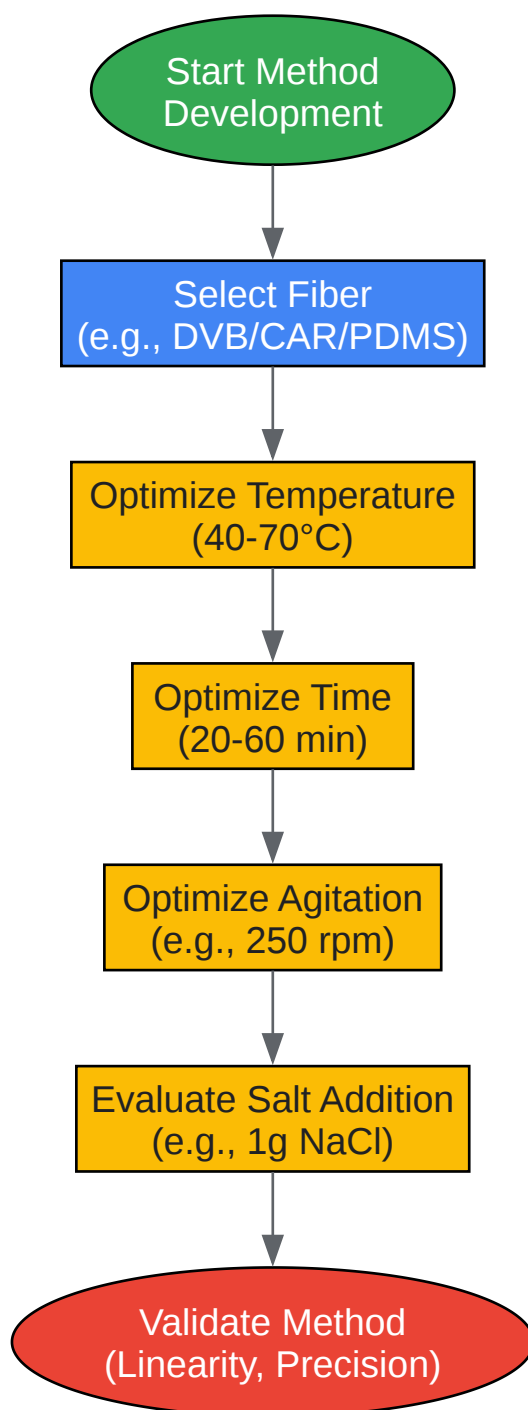 Start Method
Development
Select Fiber
(e.g., DVB/CAR/PDMS)
Optimize Temperature
(40-70°C)
Optimize Time
(20-60 min)
Optimize Agitation
(e.g., 250 rpm)
Evaluate Salt Addition
(e.g., 1g NaCl)
Validate Method
(Linearity, Precision)